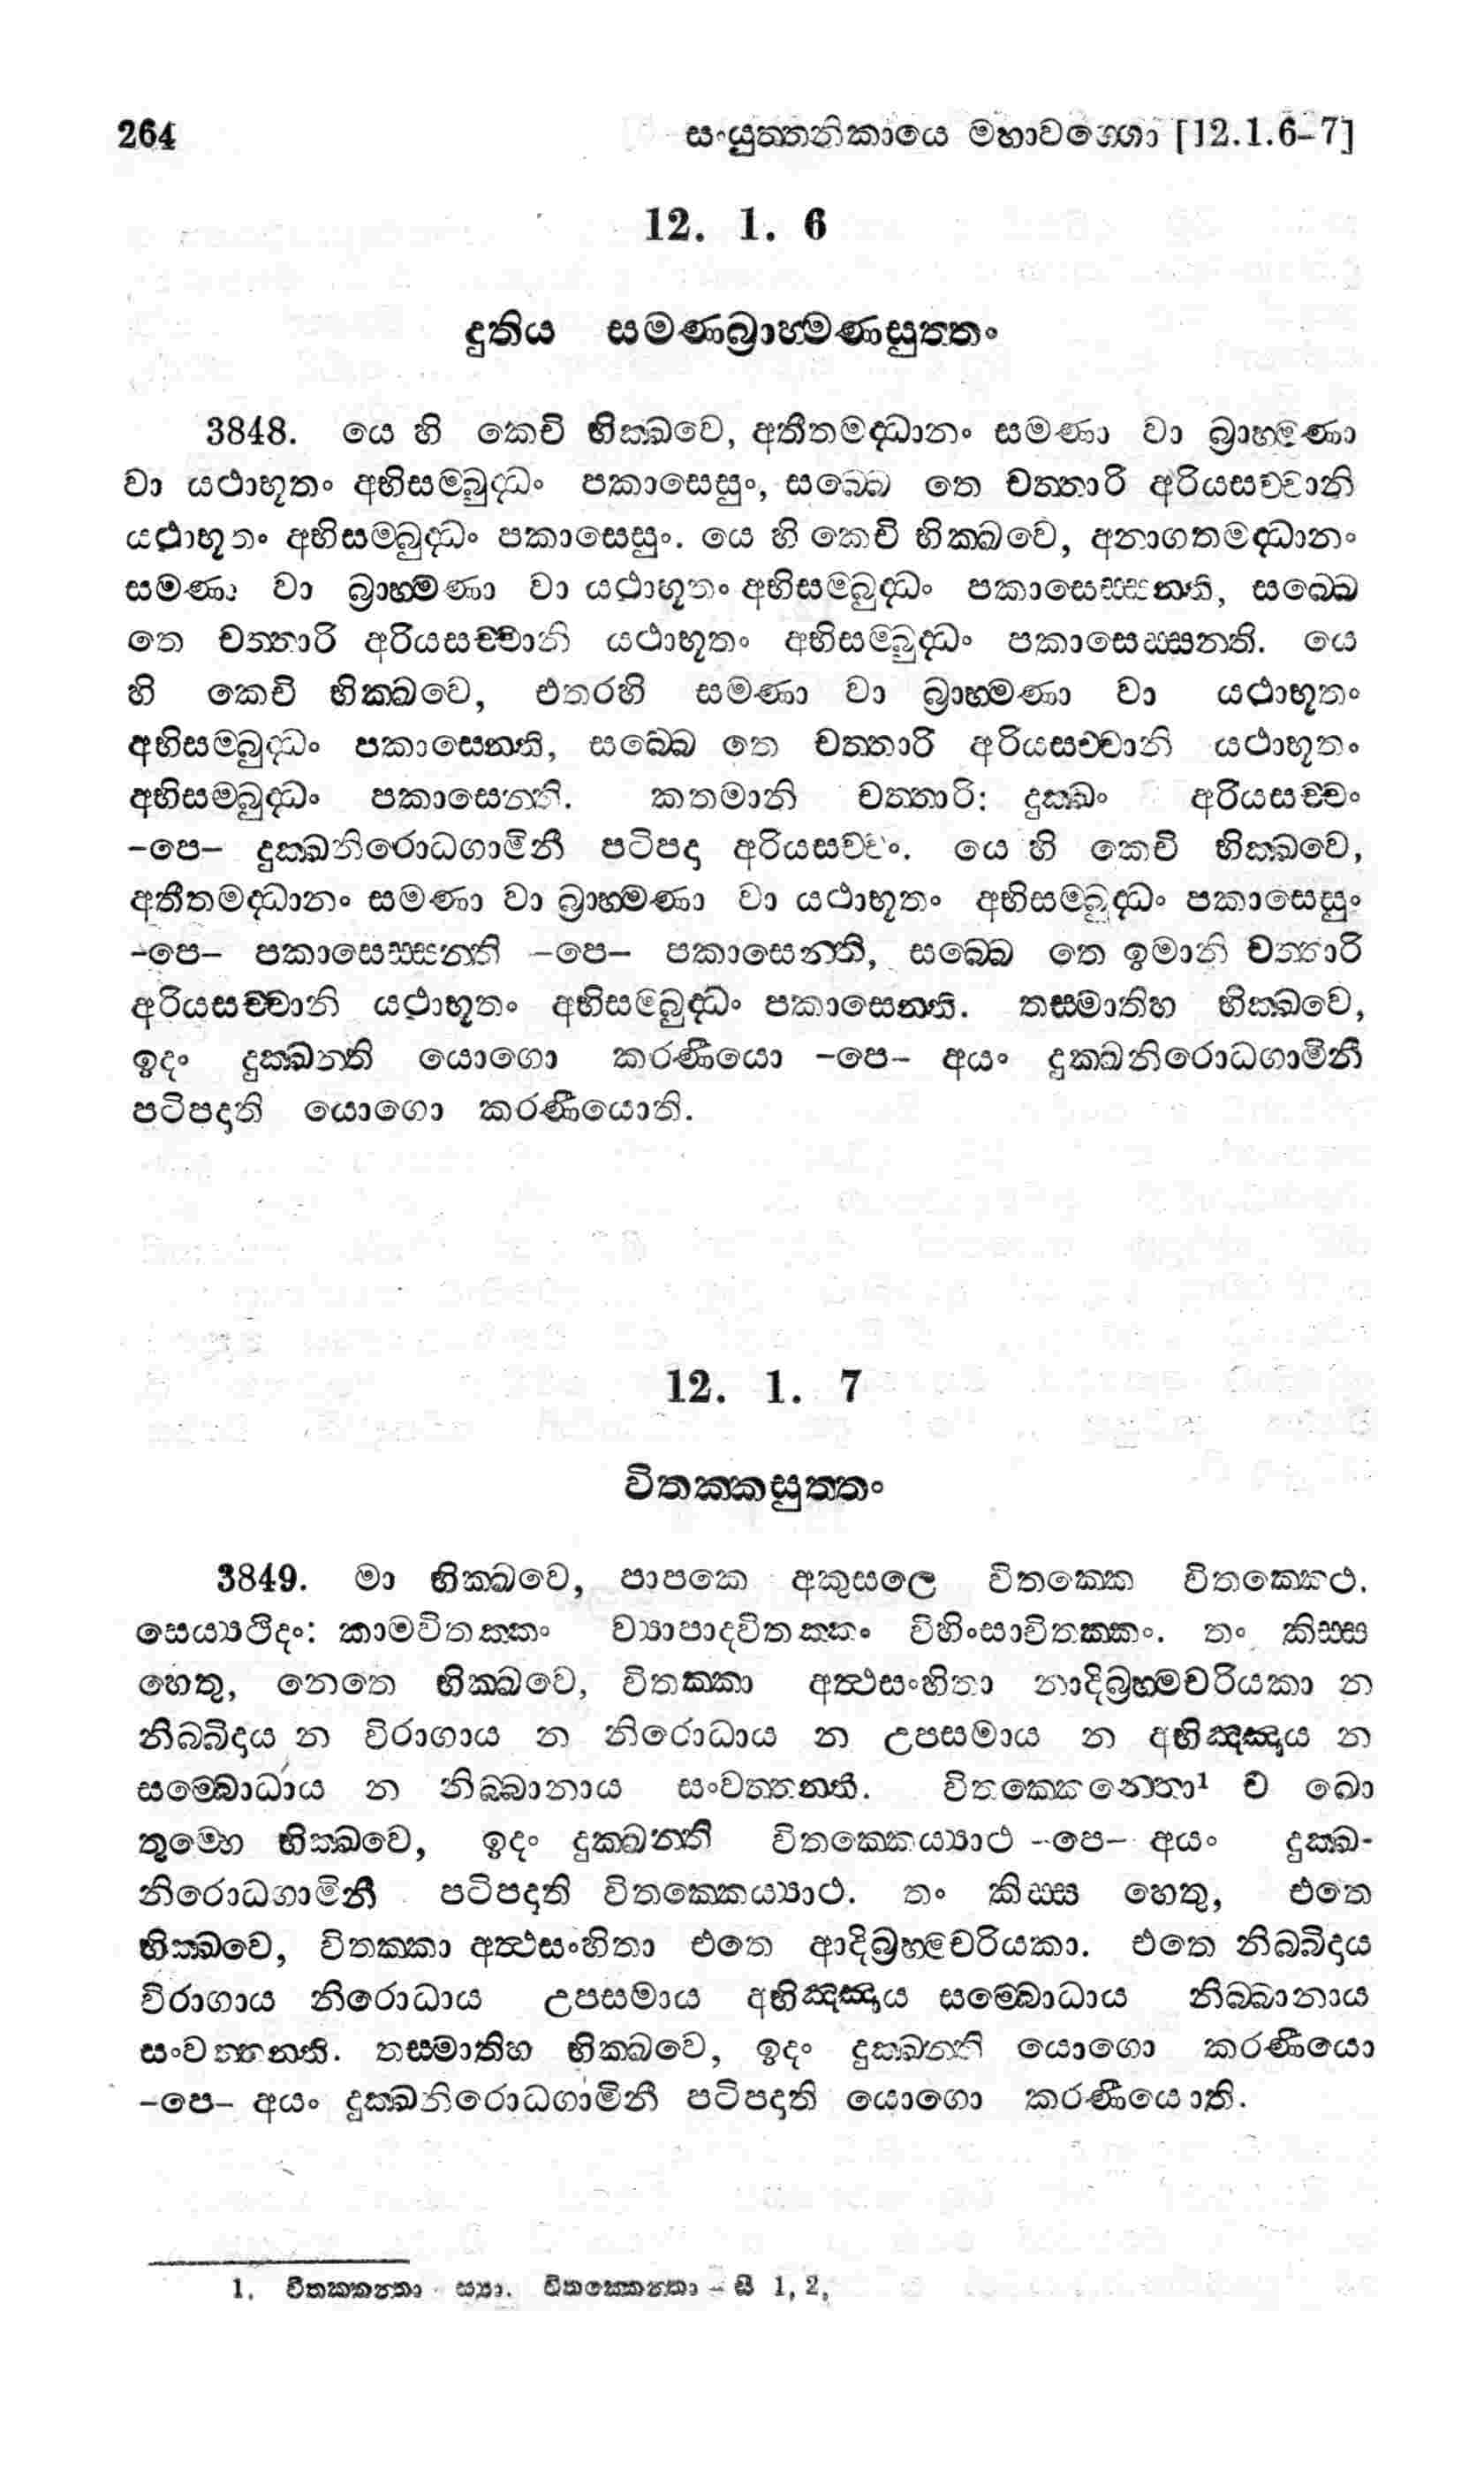 264 සංයුත්තනිකායෙ මහාවග්ගො [12.1.6-7]
12. 1. 6
දුතිය සමණබ්‍රාහ්මණසුත්තං
3848. යෙ හි කෙචි භික්ඛවෙ, අතීතමද්ධානං සමණා වා බ්‍රාහ්මණා
වා යථාභූතං අභිසම්බුද්ධං පකාසෙසුං, සබ්බෙ තෙ චත්තාරි අරියසච්චානි
යථාභූතං අභිසම්බුද්ධං පකාසෙසුං. යෙ හි කෙචි භික්ඛවෙ, අනාගතමද්ධානං
සමණා වා බ්‍රාහ්මණා වා යථාභූතං අභිසම්බුද්ධං පකාසෙස්සන්ති, සබ්බෙ
තෙ චත්තාරි අරියසච්චානි යථාභූතං අභිසම්බුද්ධං පකාසෙස්සන්ති. යෙ
හි කෙචි භික්ඛවෙ, එතරහි සමණා වා බ්‍රාහ්මණා වා යථාභූතං
අභිසම්බුද්ධං පකාසෙන්ති, සබ්බෙ තෙ චත්තාරි අරියසච්චානි යථාභූතං
අභිසම්බුද්ධං පකාසෙන්ති. කතමානි චත්තාරි: දුක්ඛං අරියසච්චං
-පෙ- දුක්ඛනිරොධගාමිනී පටිපදා අරියසච්චං. යෙ හි කෙචි භික්ඛවෙ,
අතීතමද්ධානං සමණා වා බ්‍රාහ්මණා වා යථාභූතං අභිසම්බුද්ධං පකාසෙසුං
-පෙ- පකාසෙස්සන්ති -පෙ- පකාසෙන්ති, සබ්බෙ තෙ ඉමානි චත්තාරි
අරියසච්චානි යථාභූතං අභිසම්බුද්ධං පකාසෙන්ති. තස්මාතිහ භික්ඛවෙ,
ඉදං දුක්ඛන්ති යොගො කරණීයො -පෙ- අයං දුක්ඛනිරොධගාමිනී
පටිපදාති යොගො කරණීයොති.
12. 1. 7
විතක්කසුත්තං
3849. මා භික්ඛවෙ, පාපකෙ අකුසලෙ විතක්කෙ විතක්කෙථ.
සෙය්‍යථිදං: කාමවිතක්කං ව්‍යාපාදවිතක්කං විහිංසාවිතක්කං. තං කිස්ස
හෙතු, නෙතෙ භික්ඛවෙ, විතක්කා අත්ථසංහිතා නාදිබ්‍රහ්මචරියකා න
නිබ්බිදාය න විරාගාය න නිරොධාය න උපසමාය න අභිඤ්ඤාය න
සම්බොධාය න නිබ්බානාය සංවත්තන්ති. විතක්කෙන්තා¹ ච ඛො
තුම්හෙ භික්ඛවෙ, ඉදං දුක්ඛන්ති විතක්කෙය්‍යාථ -පෙ- අයං දුක්ඛ-
නිරොධගාමිනී පටිපදාති විතක්කෙය්‍යාථ. තං කිස්ස හෙතු, එතෙ
භික්ඛවෙ, විතක්කා අත්ථසංහිතා එතෙ ආදිබ්‍රහ්මචරියකා. එතෙ නිබ්බිදාය
විරාගාය නිරොධාය උපසමාය අභිඤ්ඤාය සම්බොධාය නිබ්බානාය
සංවත්තන්ති. තස්මාතිහ භික්ඛවෙ, ඉදං දුක්ඛන්ති යොගො කරණීයො
-පෙ- අයං දුක්ඛනිරොධගාමිනී පටිපදාති යොගො කරණීයොති.
1. විතක්කන්තා - ස්‍යා. විතක්කෙන්තා - සී 1, 2,